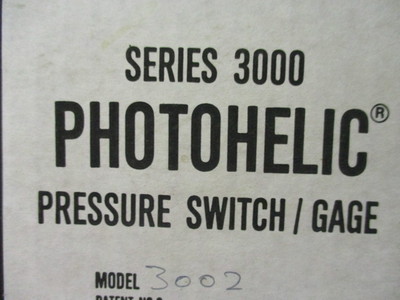 SERIES 3000
PHOTOHELIC®
PRESSURE SWITCH/GAGE
MODEL 3002